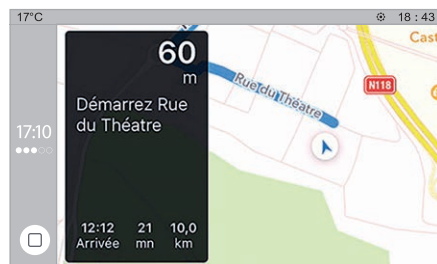 17°C
18 : 43
60
m
Démarrez Rue
du Théatre
17:10
12:12 21 10,0
Arrivée mn km
Rue du Théatre
N118
Cast